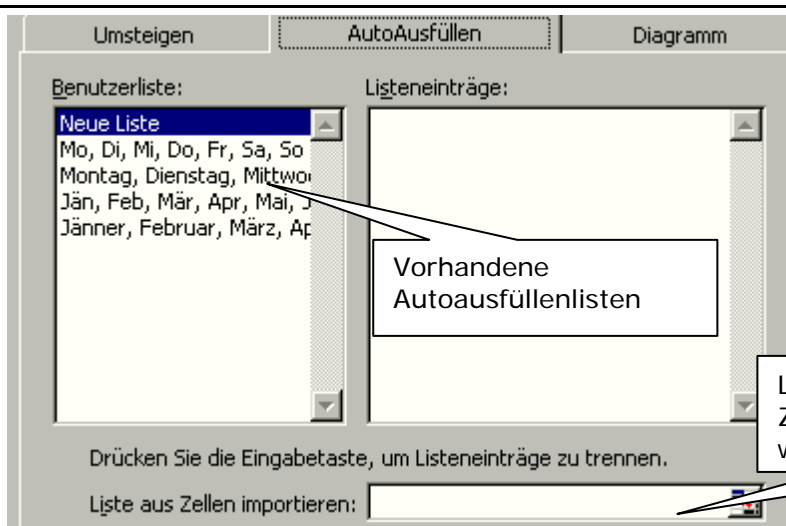 Umsteigen AutoAusfüllen Diagramm
Benutzerliste: Listeneinträge:
Neue Liste
Mo, Di, Mi, Do, Fr, Sa, So
Montag, Dienstag, Mittwo
Jän, Feb, Mär, Apr, Mai, J
Jänner, Februar, März, Ap
Vorhandene
Autoausfüllenlisten
L
Z
w
Drücken Sie die Eingabetaste, um Listeneinträge zu trennen.
Liste aus Zellen importieren: